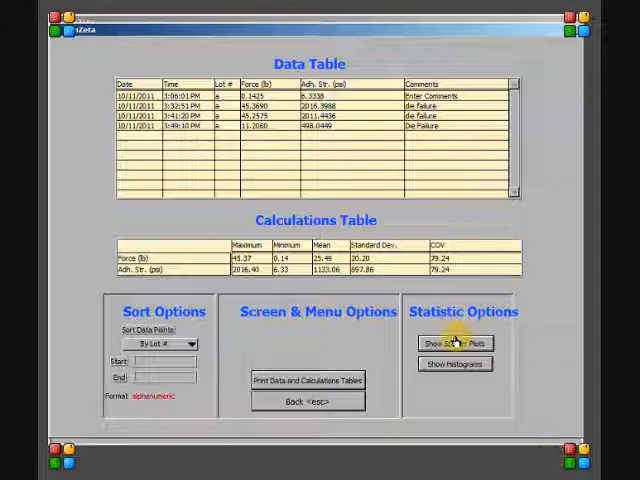 nZeta
Data Table
Date Time Lot # Force (lb) Adh. Str. (psi) Comments
10/11/2011 3:06:01 PM a 0.1425 6.3338 Enter Comments
10/11/2011 3:32:51 PM a 45.3690 2016.3988 die failure
10/11/2011 3:41:20 PM a 45.2575 2011.4436 die failure
10/11/2011 3:49:10 PM a 11.2060 498.0449 Die Failure
Calculations Table
Maximum Minimum Mean Standard Dev. COV
Force (lb) 45.37 0.14 25.49 20.20 79.24
Adh. Str. (psi) 2016.40 6.33 1133.06 897.86 79.24
Sort Options
Sort Data Points:
By Lot #
Start:
End
Format alphanumeric
Screen & Menu Options
Print Data and Calculations Tables
Back <esc>
Statistic Options
Show Scatter Plots
Show Histograms